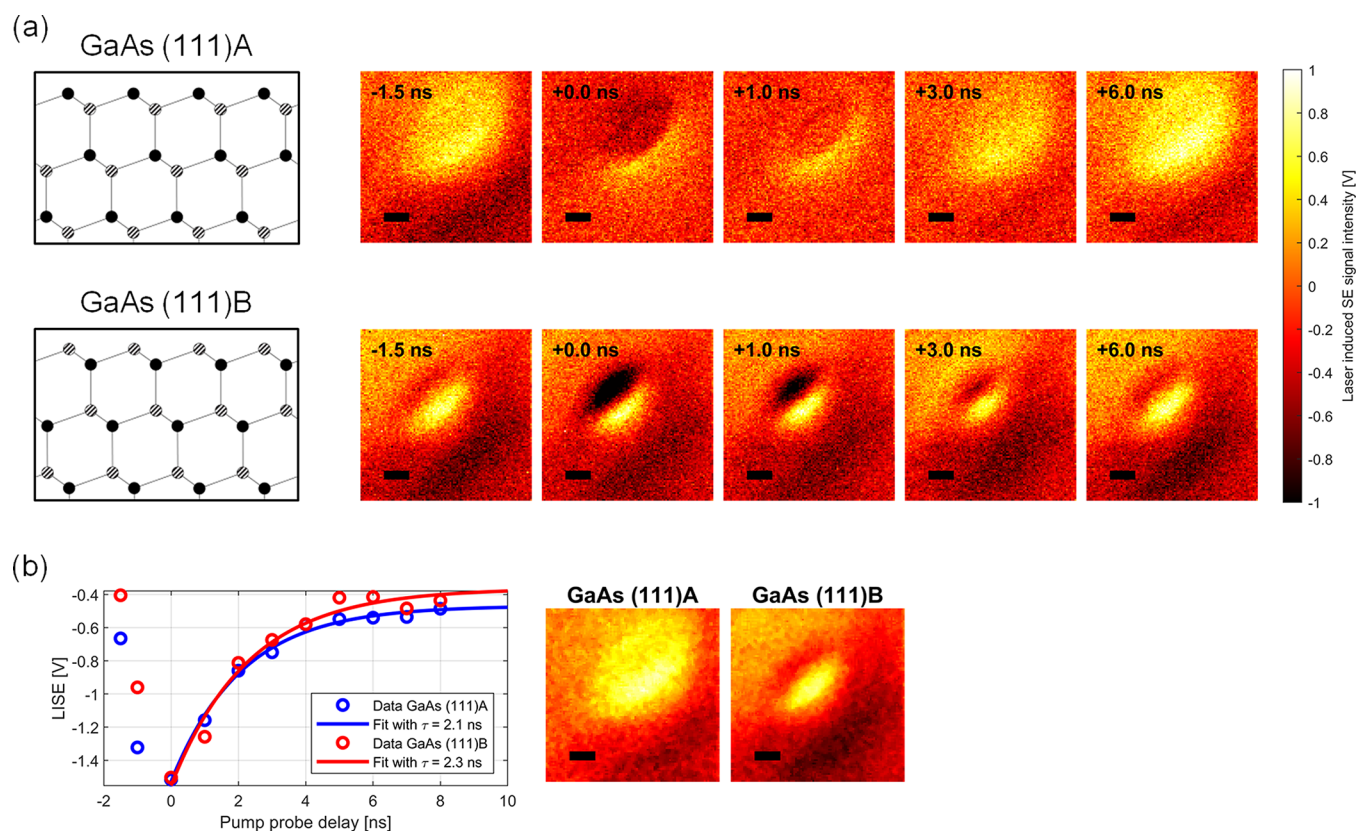 (a)
GaAs (111)A
-1.5 ns
+0.0 ns
+1.0 ns
+3.0 ns
+6.0 ns
GaAs (111)B
-1.5 ns
+0.0 ns
+1.0 ns
+3.0 ns
+6.0 ns
1
0.8
0.6
0.4
0.2
0
-0.2
-0.4
-0.6
-0.8
-1
Laser induced SE signal intensity [V]
(b)
LISE [V]
-0.4
-0.6
-0.8
-1
-1.2
-1.4
-2
0
2
4
6
8
10
Pump probe delay [ns]
Data GaAs (111)A
Fit with τ = 2.1 ns
Data GaAs (111)B
Fit with τ = 2.3 ns
GaAs (111)A
GaAs (111)B